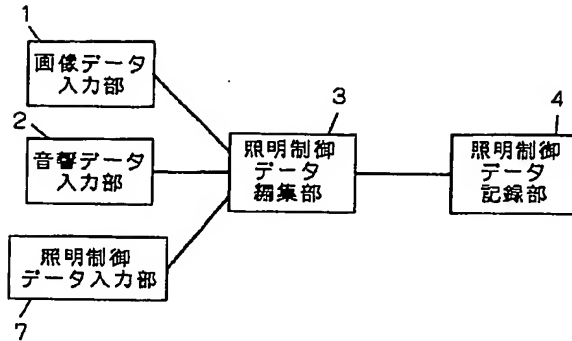 1
画像データ
入力部
2
音響データ
入力部
3
照明制御
データ
編集部
4
照明制御
データ
記録部
照明制御
データ入力部
7